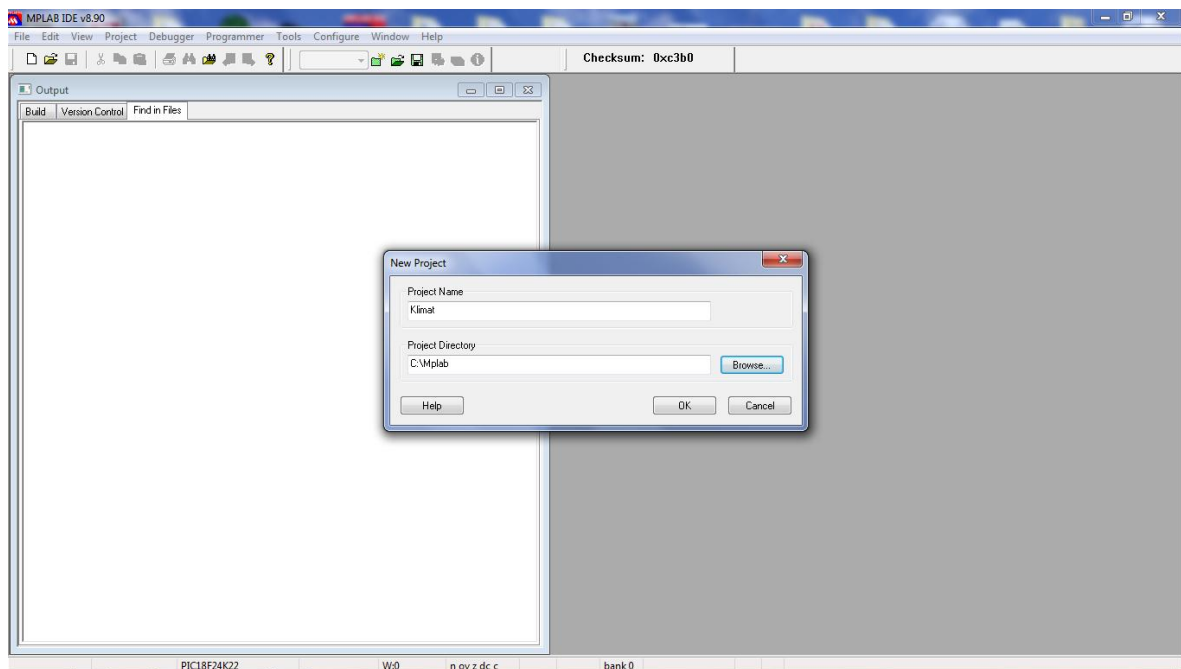 MPLAB IDE v8.90
File Edit View Project Debugger Programmer Tools Configure Window Help
Checksum: 0xc3b0
Output
Build Version Control Find in Files
New Project
Project Name
Klimat
Project Directory
C:\Mplab
Browse...
Help OK Cancel
PIC18F24K22 W:0 n ov z dc c bank 0